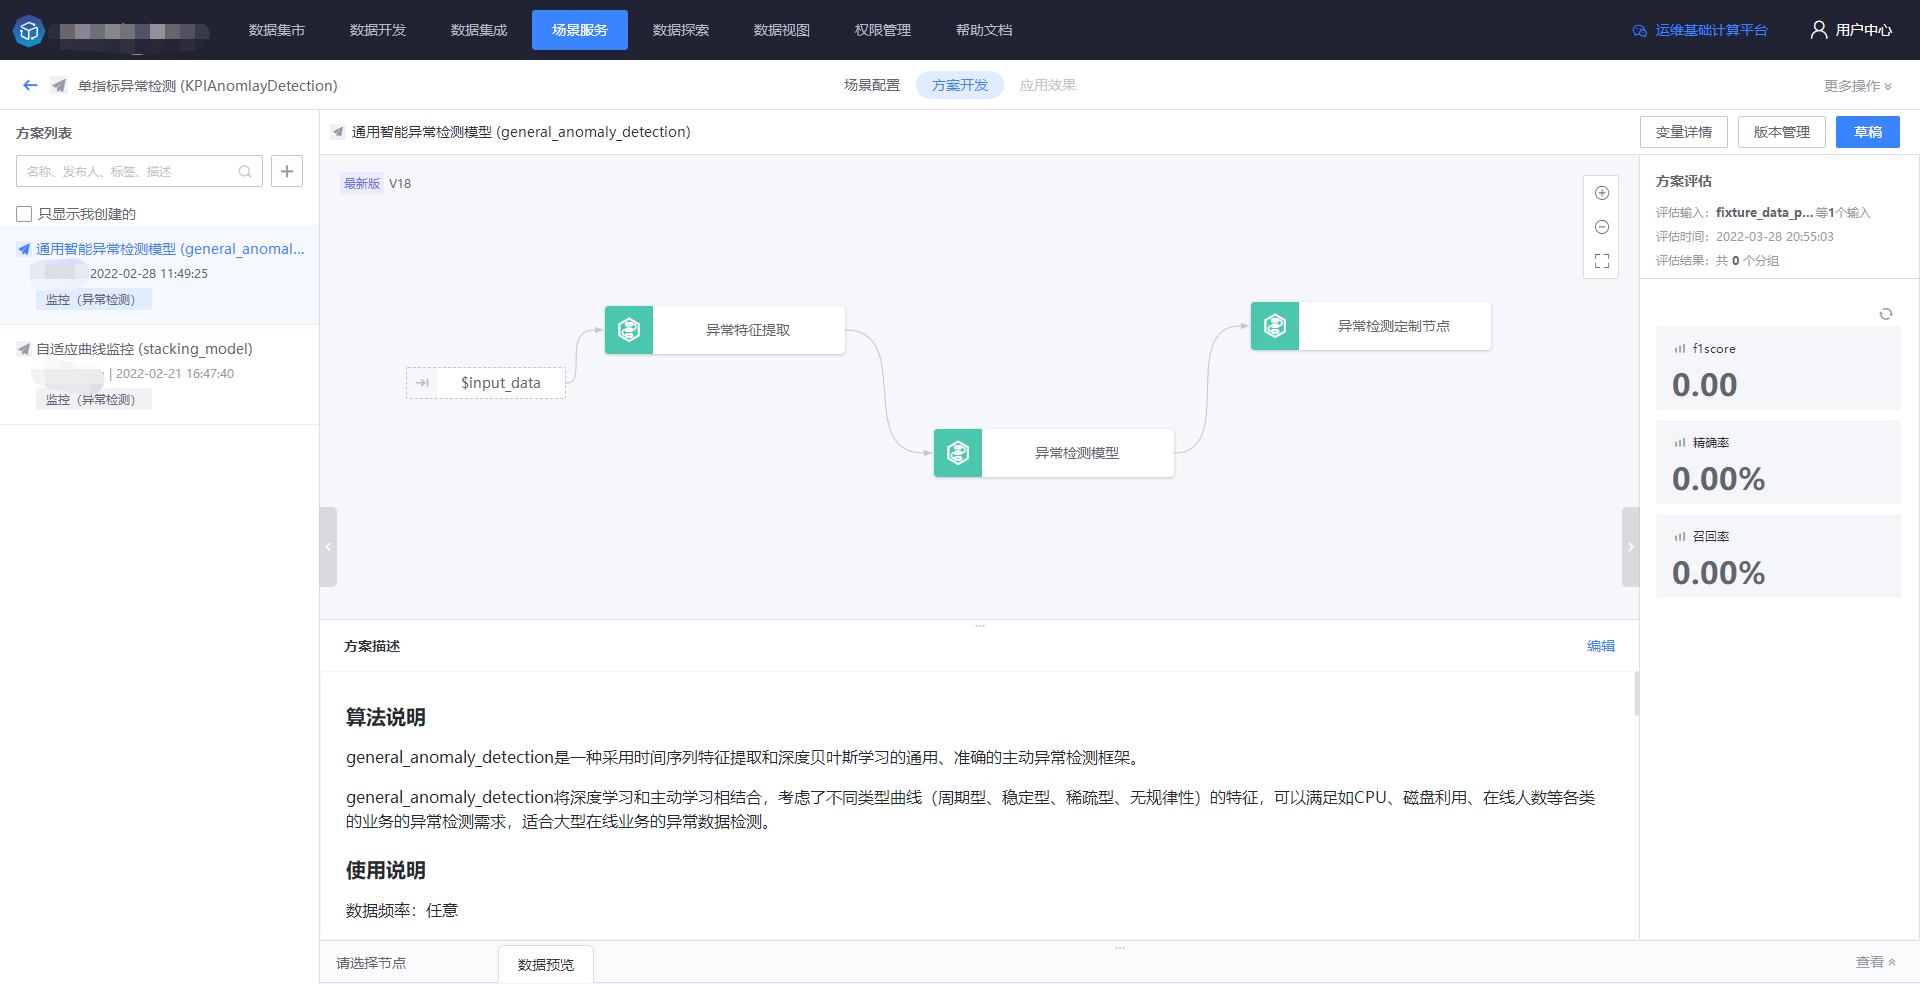 数据集市 数据开发 数据集成 场景服务 数据探索 数据视图 权限管理 帮助文档 运维基础计算平台 用户中心
单指标异常检测 (KPIAnomlayDetection) 场景配置 方案开发 应用效果 更多操作
方案列表
名称、发布人、标签、描述
只显示我创建的
通用智能异常检测模型 (general_anomal...
2022-02-28 11:49:25
监控（异常检测）
自适应曲线监控 (stacking_model)
| 2022-02-21 16:47:40
监控（异常检测）
通用智能异常检测模型 (general_anomaly_detection) 变量详情 版本管理 草稿
最新版 V18
$input_data
异常特征提取
异常检测模型
异常检测定制节点
方案评估
评估输入：fixture_data_p... 等1个输入
评估时间：2022-03-28 20:55:03
评估结果：共 0 个分组
f1score
0.00
精确率
0.00%
召回率
0.00%
方案描述 编辑
算法说明
general_anomaly_detection是一种采用时间序列特征提取和深度贝叶斯学习的通用、准确的主动异常检测框架。
general_anomaly_detection将深度学习和主动学习相结合，考虑了不同类型曲线（周期型、稳定型、稀疏型、无规律性）的特征，可以满足如CPU、磁盘利用、在线人数等各类
的业务的异常检测需求，适合大型在线业务的异常数据检测。
使用说明
数据频率：任意
请选择节点 数据预览 查看